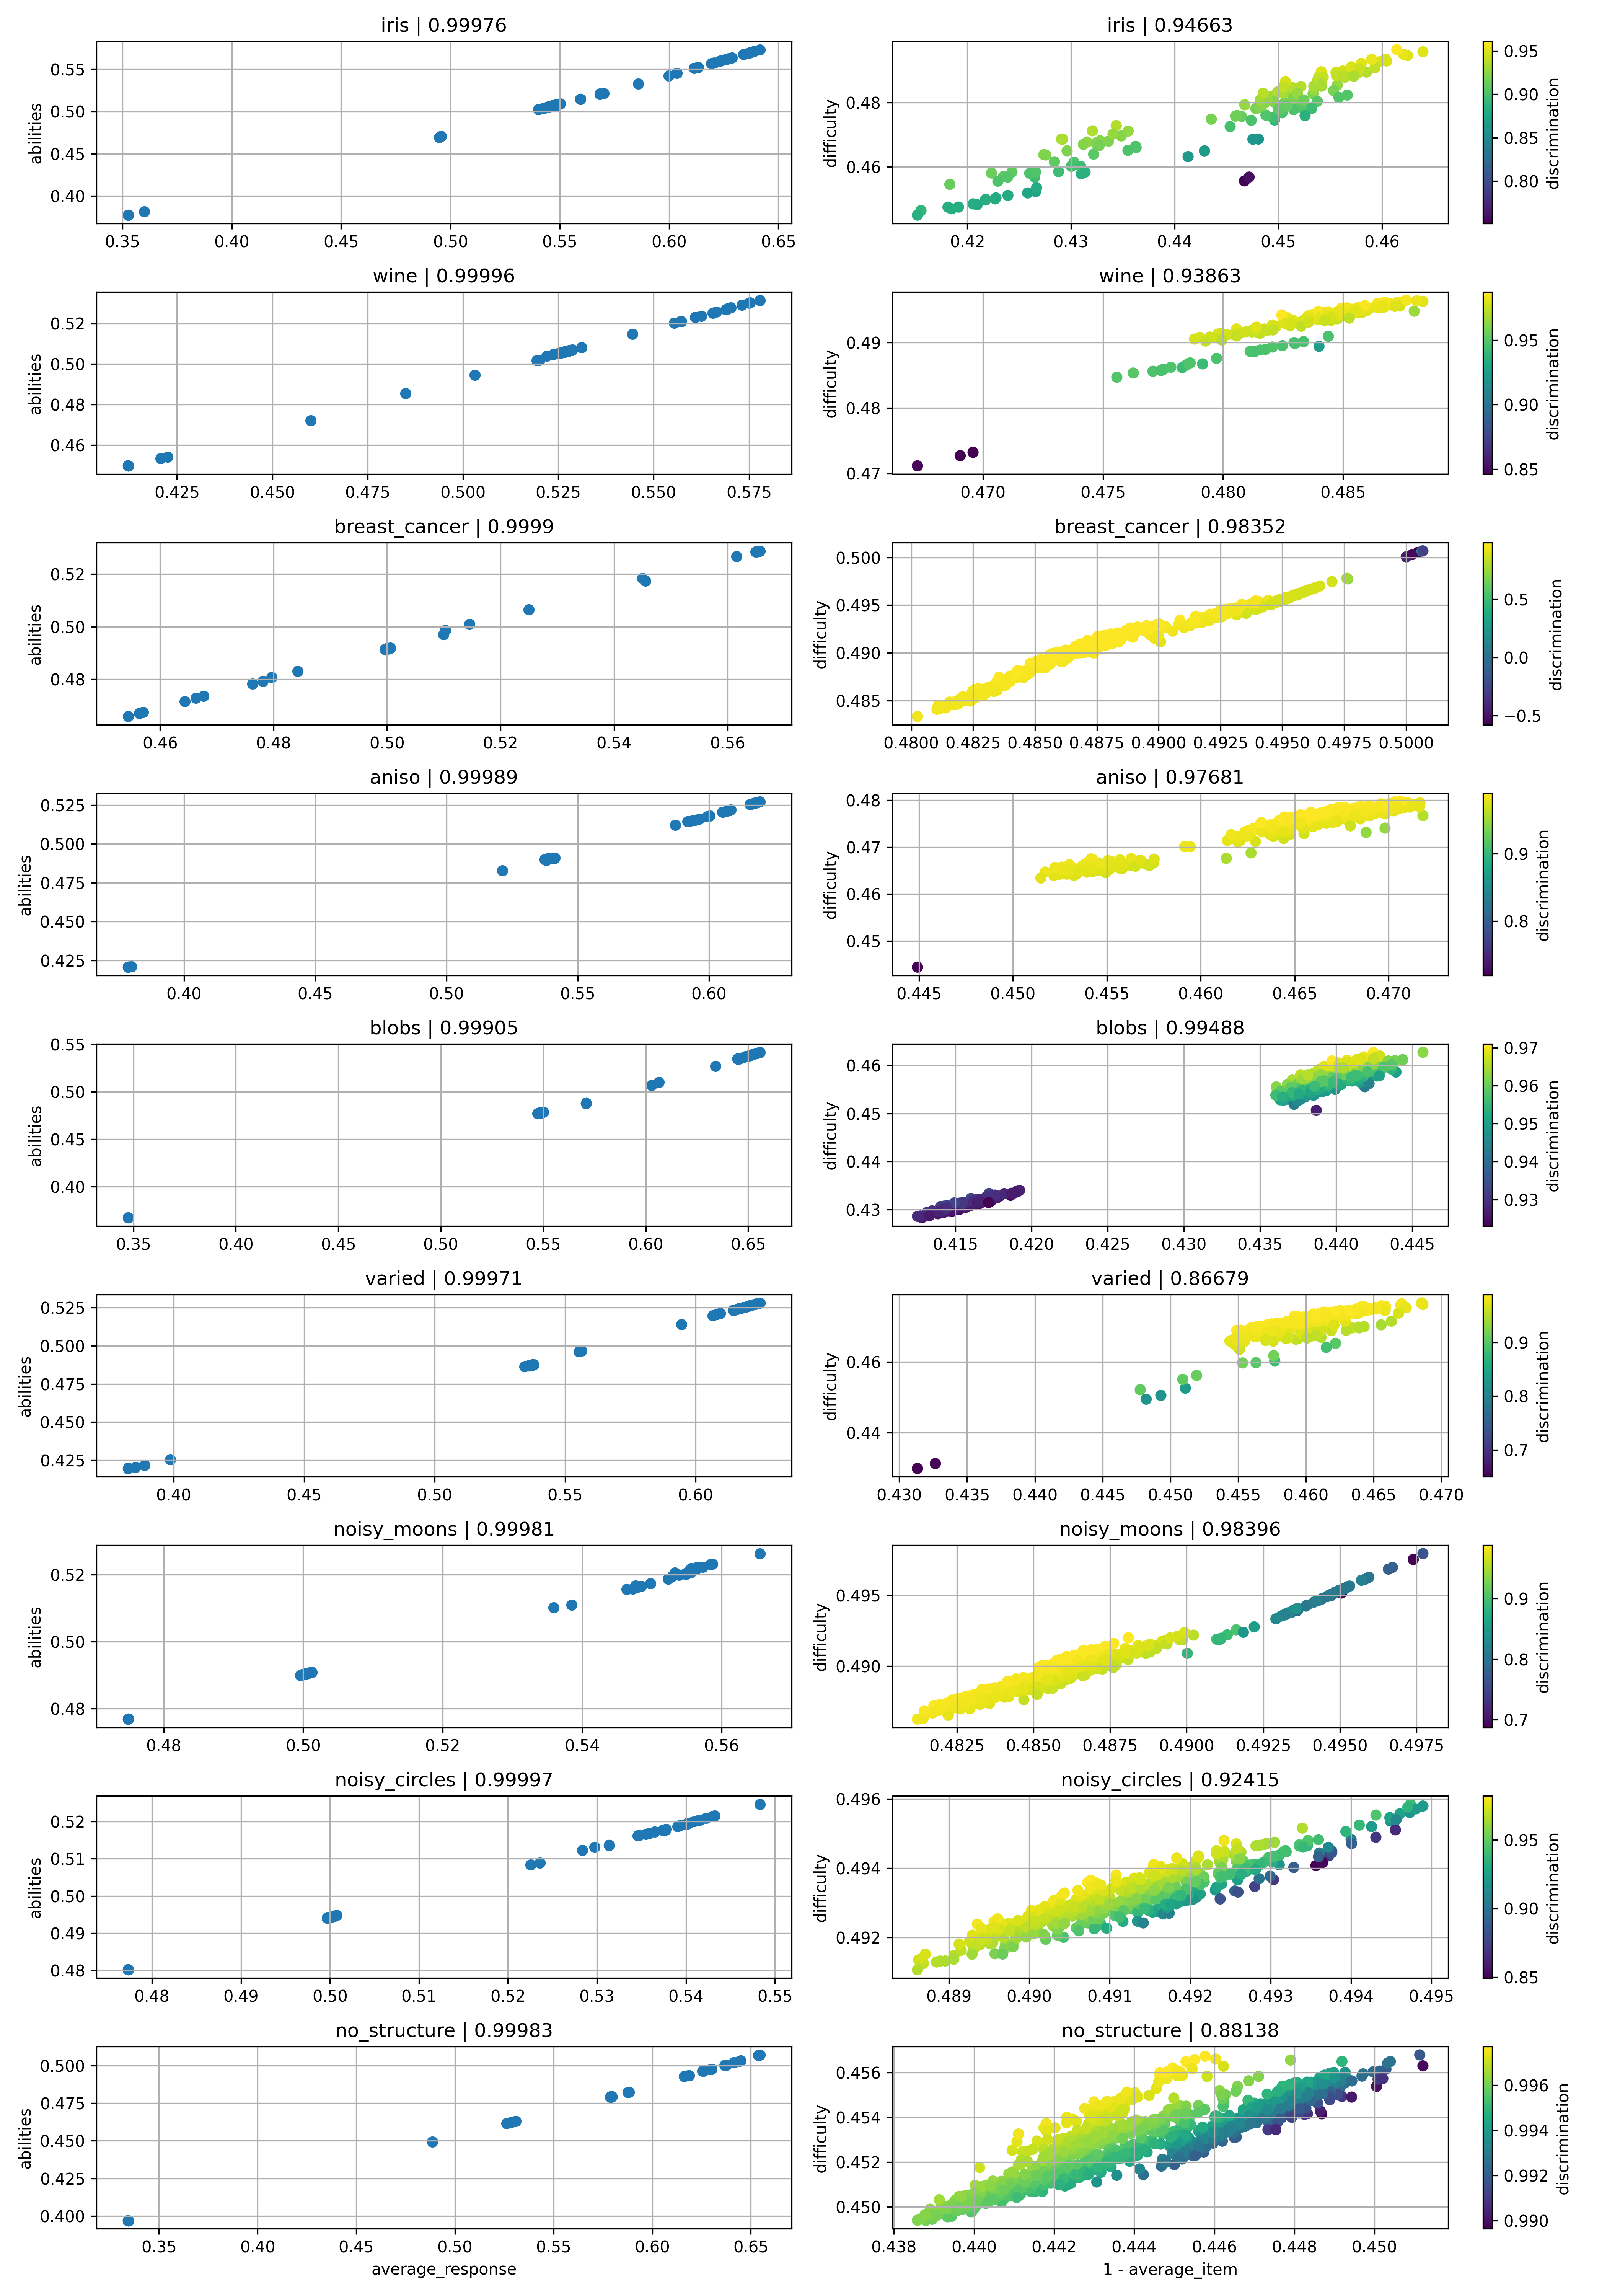 iris | 0.99976
abilities
0.55
0.50
0.45
0.40
0.35 0.40 0.45 0.50 0.55 0.60 0.65
iris | 0.94663
difficulty
0.48
0.46
0.42 0.43 0.44 0.45 0.46
0.95
0.90
0.85
0.80
discrimination
wine | 0.99996
abilities
0.52
0.50
0.48
0.46
0.425 0.450 0.475 0.500 0.525 0.550 0.575
wine | 0.93863
difficulty
0.49
0.48
0.47
0.470 0.475 0.480 0.485
0.95
0.90
0.85
discrimination
breast_cancer | 0.9999
abilities
0.52
0.50
0.48
0.46 0.48 0.50 0.52 0.54 0.56
breast_cancer | 0.98352
difficulty
0.500
0.495
0.490
0.485
0.4800 0.4825 0.4850 0.4875 0.4900 0.4925 0.4950 0.4975 0.5000
0.5
0.0
−0.5
discrimination
aniso | 0.99989
abilities
0.525
0.500
0.475
0.450
0.425
0.40 0.45 0.50 0.55 0.60
aniso | 0.97681
difficulty
0.48
0.47
0.46
0.45
0.445 0.450 0.455 0.460 0.465 0.470
0.9
0.8
discrimination
blobs | 0.99905
abilities
0.55
0.50
0.45
0.40
0.35 0.40 0.45 0.50 0.55 0.60 0.65
blobs | 0.99488
difficulty
0.46
0.45
0.44
0.43
0.415 0.420 0.425 0.430 0.435 0.440 0.445
0.97
0.96
0.95
0.94
0.93
discrimination
varied | 0.99971
abilities
0.525
0.500
0.475
0.450
0.425
0.40 0.45 0.50 0.55 0.60
varied | 0.86679
difficulty
0.46
0.44
0.430 0.435 0.440 0.445 0.450 0.455 0.460 0.465 0.470
0.9
0.8
0.7
discrimination
noisy_moons | 0.99981
abilities
0.52
0.50
0.48
0.48 0.50 0.52 0.54 0.56
noisy_moons | 0.98396
difficulty
0.495
0.490
0.4825 0.4850 0.4875 0.4900 0.4925 0.4950 0.4975
0.9
0.8
0.7
discrimination
noisy_circles | 0.99997
abilities
0.52
0.51
0.50
0.49
0.48
0.48 0.49 0.50 0.51 0.52 0.53 0.54 0.55
noisy_circles | 0.92415
difficulty
0.496
0.494
0.492
0.489 0.490 0.491 0.492 0.493 0.494 0.495
0.95
0.90
0.85
discrimination
no_structure | 0.99983
abilities
0.500
0.475
0.450
0.425
0.400
0.35 0.40 0.45 0.50 0.55 0.60 0.65
average_response
no_structure | 0.88138
difficulty
0.456
0.454
0.452
0.450
0.438 0.440 0.442 0.444 0.446 0.448 0.450
1 - average_item
0.996
0.994
0.992
0.990
discrimination